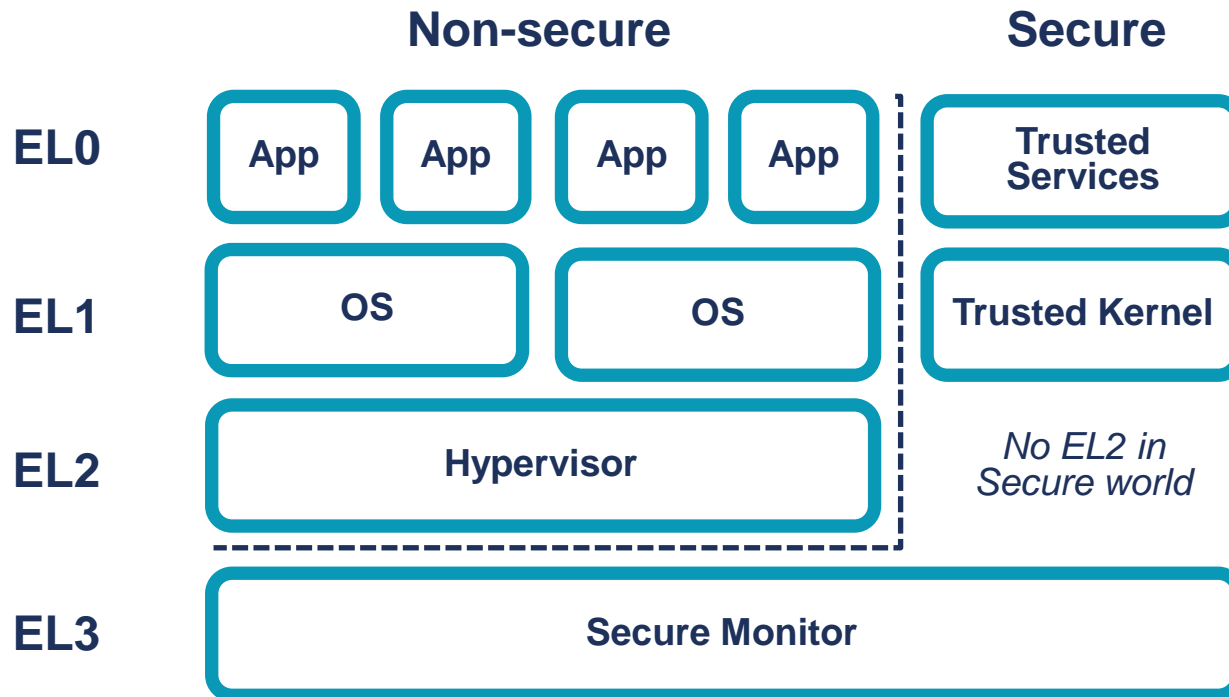 Non-secure Secure
EL0 App App App App Trusted
Services
EL1 OS OS Trusted Kernel
EL2 Hypervisor No EL2 in
Secure world
EL3 Secure Monitor